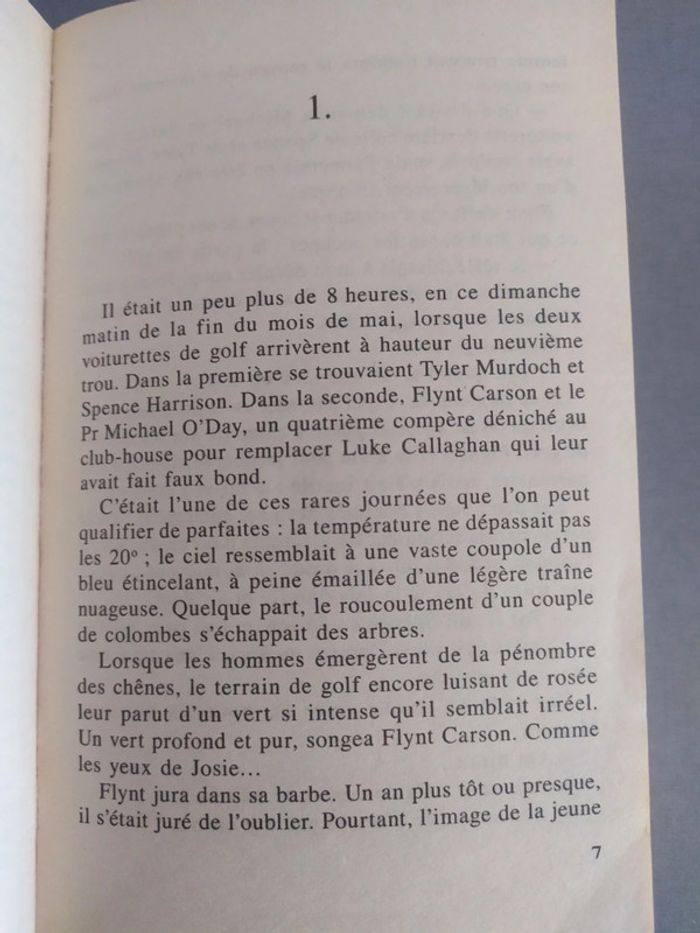 1.
Il était un peu plus de 8 heures, en ce dimanche
matin de la fin du mois de mai, lorsque les deux
voiturettes de golf arrivèrent à hauteur du neuvième
trou. Dans la première se trouvaient Tyler Murdoch et
Spence Harrison. Dans la seconde, Flynt Carson et le
Pr Michael O'Day, un quatrième compère déniché au
club-house pour remplacer Luke Callaghan qui leur
avait fait faux bond.
C'était l'une de ces rares journées que l'on peut
qualifier de parfaites : la température ne dépassait pas
les 20° ; le ciel ressemblait à une vaste coupole d'un
bleu étincelant, à peine émaillée d'une légère traîne
nuageuse. Quelque part, le roucoulement d'un couple
de colombes s'échappait des arbres.
Lorsque les hommes émergèrent de la pénombre
des chênes, le terrain de golf encore luisant de rosée
leur parut d'un vert si intense qu'il semblait irréel.
Un vert profond et pur, songea Flynt Carson. Comme
les yeux de Josie...
Flynt jura dans sa barbe. Un an plus tôt ou presque,
il s'était juré de l'oublier. Pourtant, l'image de la jeune
7